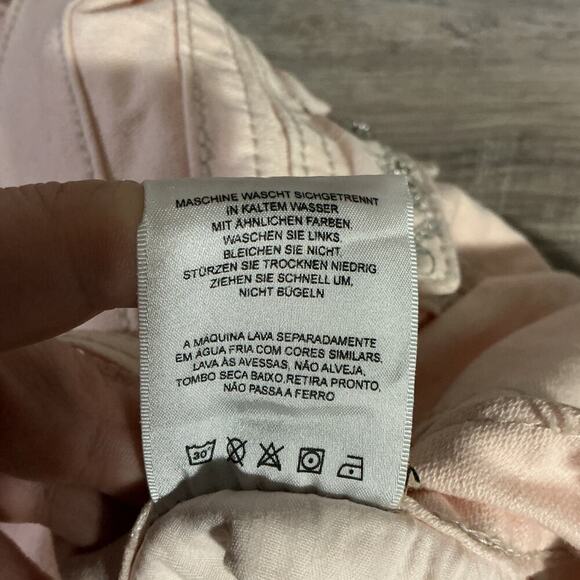 MASCHINE WASCHT SICHGETRENNT
IN KALTEM WASSER
MIT ÄHNLICHEN FARBEN.
WASCHEN SIE LINKS.
BLEICHEN SIE NICHT
STÜRZEN SIE TROCKNEN NIEDRIG
ZIEHEN SIE SCHNELL UM,
NICHT BÜGELN
A MÁQUINA LAVA SEPARADAMENTE
EM ÁGUA FRIA COM CORES SIMILARS,
LAVA ÀS AVESSAS, NÃO ALVEJA,
TOMBO SECA BAIXO,RETIRA PRONTO,
NÃO PASSA A FERRO
30°